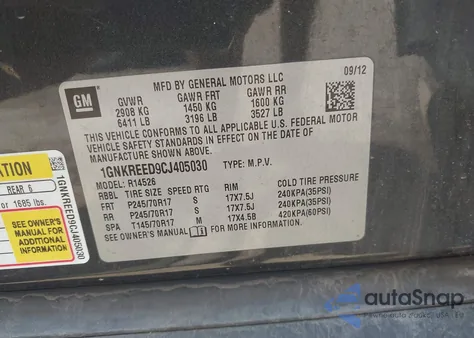 GM
MFD BY GENERAL MOTORS LLC
09/12
GVWR GAWR FRT GAWR RR
2908 KG 1450 KG 1600 KG
6411 LB 3196 LB 3527 LB
THIS VEHICLE CONFORMS TO ALL APPLICABLE U.S. FEDERAL MOTOR
VEHICLE SAFETY STANDARDS IN EFFECT ON THE DATE OF
MANUFACTURE SHOWN ABOVE.
1GNKREED9CJ405030 TYPE: M.P.V.
MODEL: R14526
RBBL TIRE SIZE SPEED RTG RIM COLD TIRE PRESSURE
FRT P245/70R17 S 17X7.5J 240KPA(35PSI)
RR P245/70R17 S 17X7.5J 240KPA(35PSI)
SPA T145/70R17 M 17X4.5B 420KPA(60PSI)
SEE OWNER'S MANUAL FOR MORE INFORMATION.
REAR 6
or 1685 lbs.
SEE OWNER'S
MANUAL FOR
ADDITIONAL
INFORMATION
1GNKREED9CJ405030
autoSnap